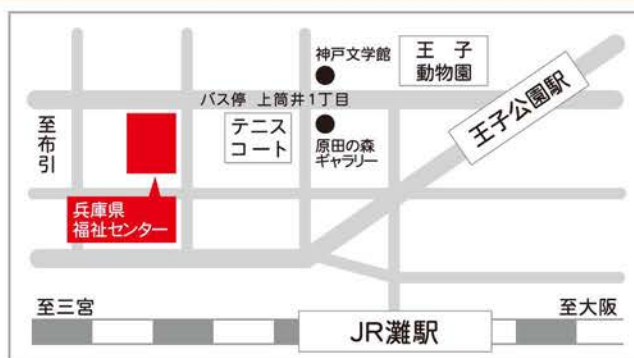 神戸文学館
王子
動物園
バス停 上筒井1丁目
王子公園駅
至布引
テニス
コート
原田の森
ギャラリー
兵庫県
福祉センター
至三宮
至大阪
JR灘駅